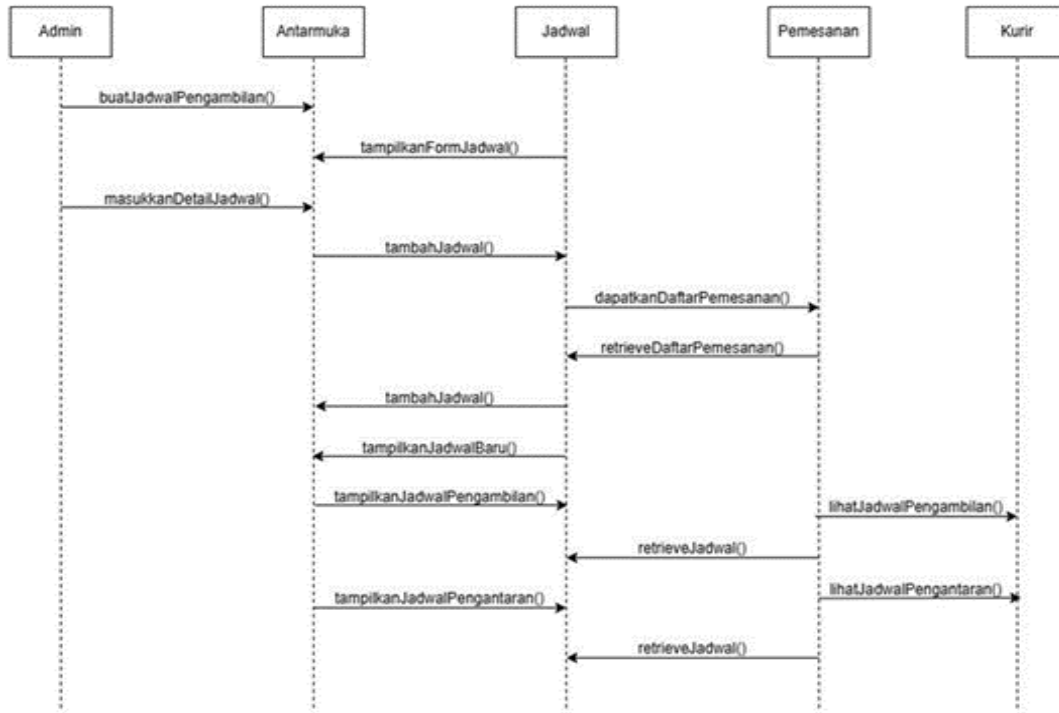 Admin
Antarmuka
Jadwal
Pemesanan
Kurir
buatJadwalPengambilan()
tampilkanFormJadwal()
masukkanDetailJadwal()
tambahJadwal()
dapatkanDaftarPemesanan()
retrieveDaftarPemesanan()
tambahJadwal()
tampilkanJadwalBaru()
tampilkanJadwalPengambilan()
lihatJadwalPengambilan()
retrieveJadwal()
lihatJadwalPengantaran()
tampilkanJadwalPengantaran()
retrieveJadwal()